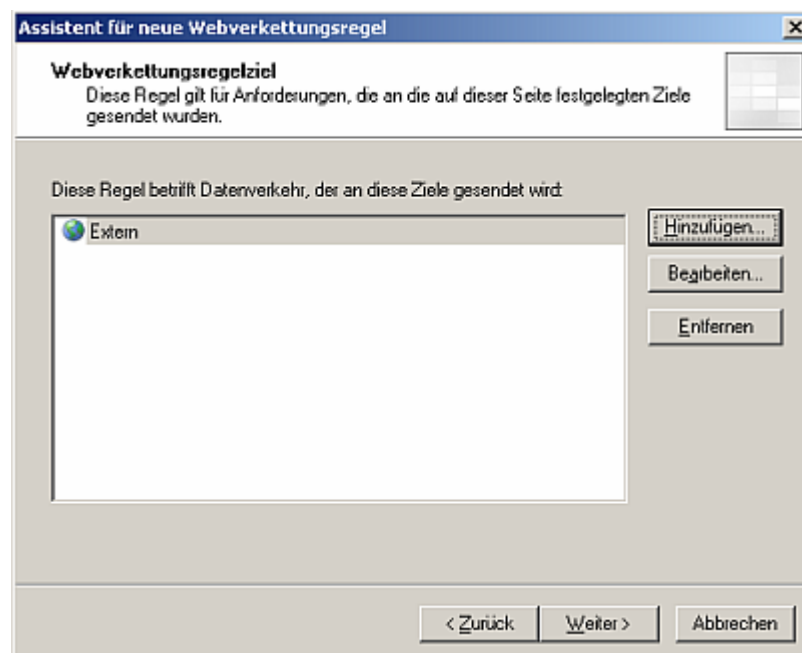 Assistent für neue Webverkettungsregel
Webverkettungsregelziel
Diese Regel gilt für Anforderungen, die an die auf dieser Seite festgelegten Ziele
gesendet wurden.
Diese Regel betrifft Datenverkehr, der an diese Ziele gesendet wird:
Extern
Hinzufügen...
Bearbeiten...
Entfernen
< Zurück
Weiter >
Abbrechen